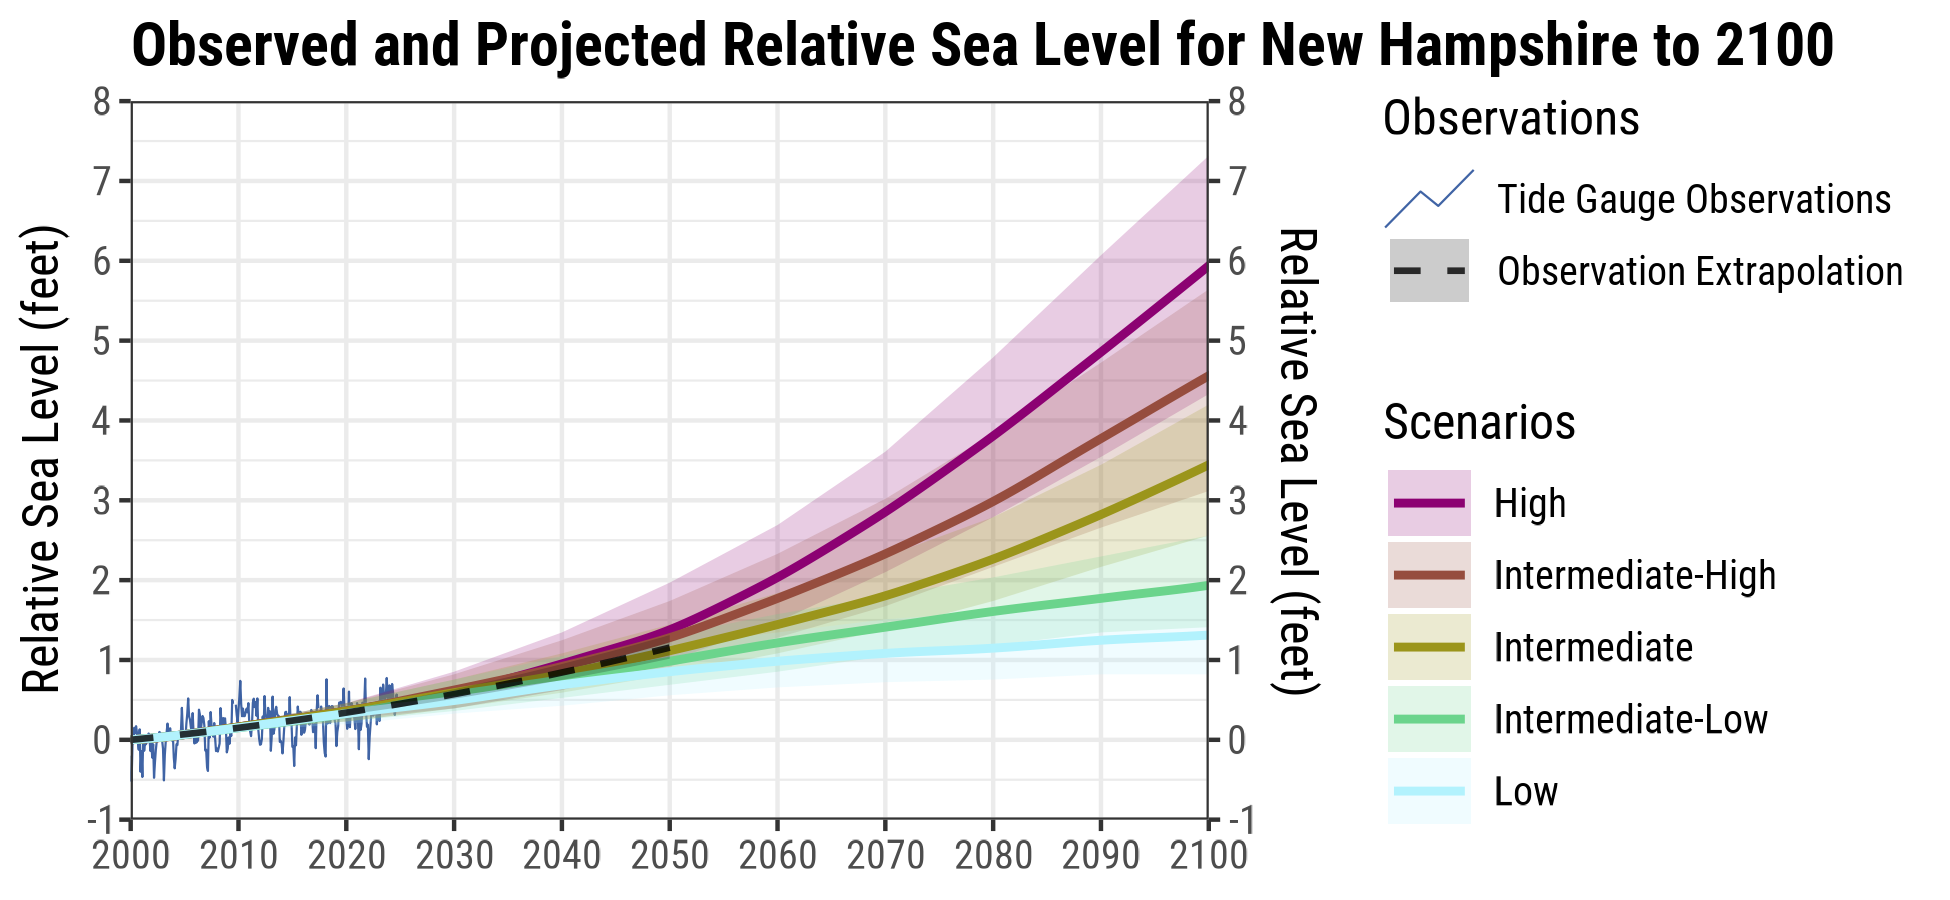 Observed and Projected Relative Sea Level for New Hampshire to 2100
Relative Sea Level (feet)
8
7
6
5
4
3
2
1
0
-1
2000 2010 2020 2030 2040 2050 2060 2070 2080 2090 2100
8
7
6
5
4
3
2
1
0
-1
Relative Sea Level (feet)
Observations
Tide Gauge Observations
Observation Extrapolation
Scenarios
High
Intermediate-High
Intermediate
Intermediate-Low
Low